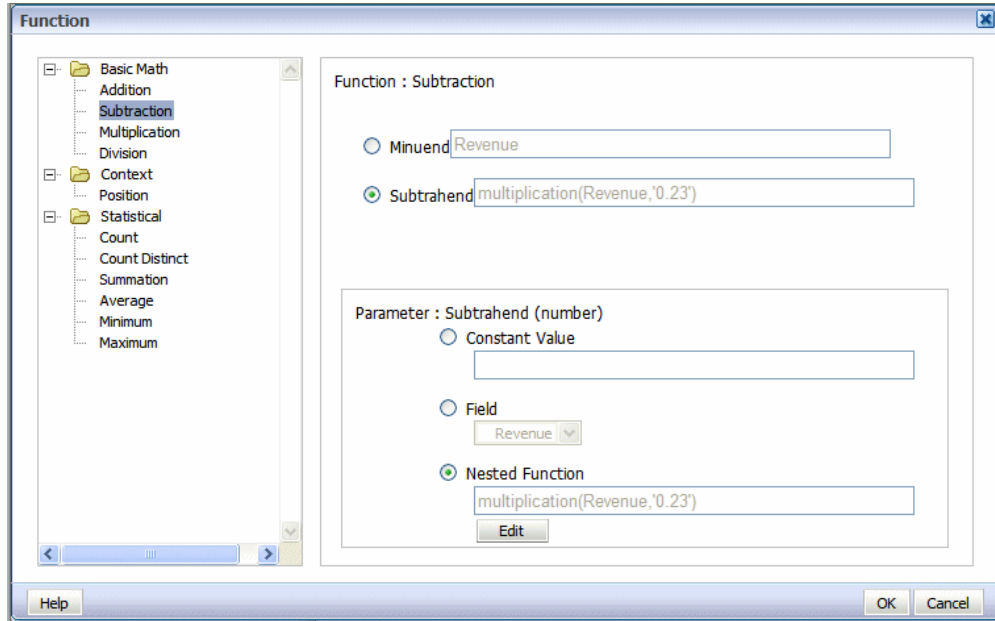 Function
Basic Math
Addition
Subtraction
Multiplication
Division
Context
Position
Statistical
Count
Count Distinct
Summation
Average
Minimum
Maximum
Function : Subtraction
Minuend Revenue
Subtrahend multiplication(Revenue,'0.23')
Parameter : Subtrahend (number)
Constant Value
Field
Revenue
Nested Function
multiplication(Revenue,'0.23')
Edit
Help OK Cancel